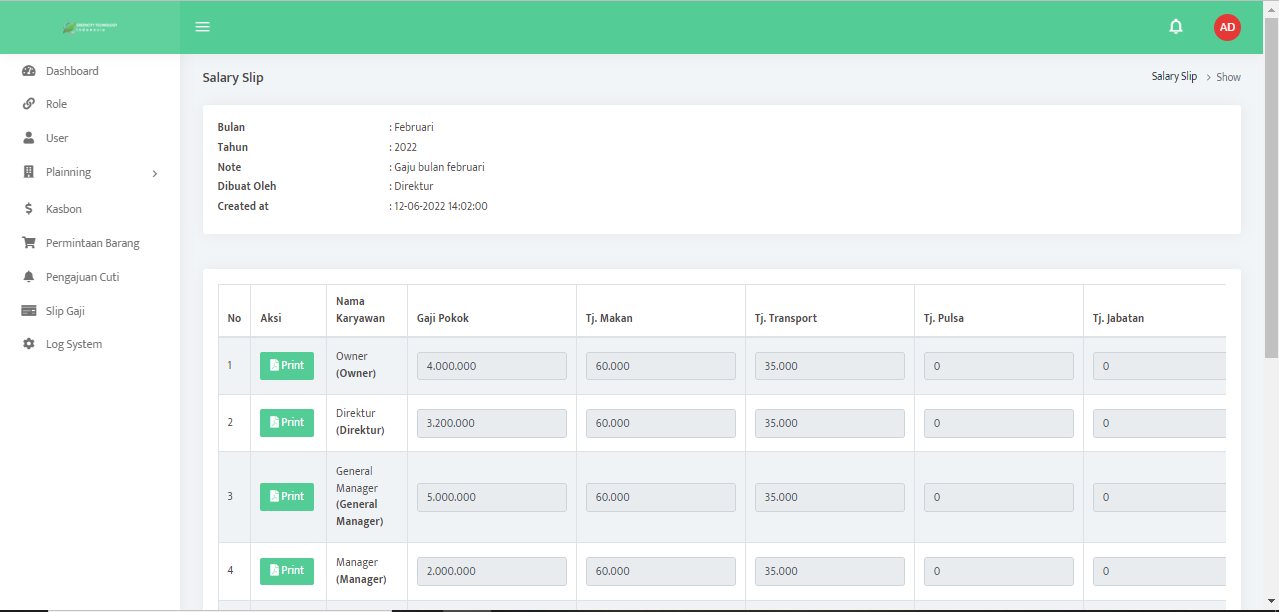 AD
Dashboard
Role
User
Plainning
Kasbon
Permintaan Barang
Pengajuan Cuti
Slip Gaji
Log System
Salary Slip
Salary Slip > Show
Bulan : Februari
Tahun : 2022
Note : Gaju bulan februari
Dibuat Oleh : Direktur
Created at : 12-06-2022 14:02:00
No Aksi Nama Karyawan Gaji Pokok Tj. Makan Tj. Transport Tj. Pulsa Tj. Jabatan
1 Print Owner (Owner) 4.000.000 60.000 35.000 0 0
2 Print Direktur (Direktur) 3.200.000 60.000 35.000 0 0
3 Print General Manager (General Manager) 5.000.000 60.000 35.000 0 0
4 Print Manager (Manager) 2.000.000 60.000 35.000 0 0